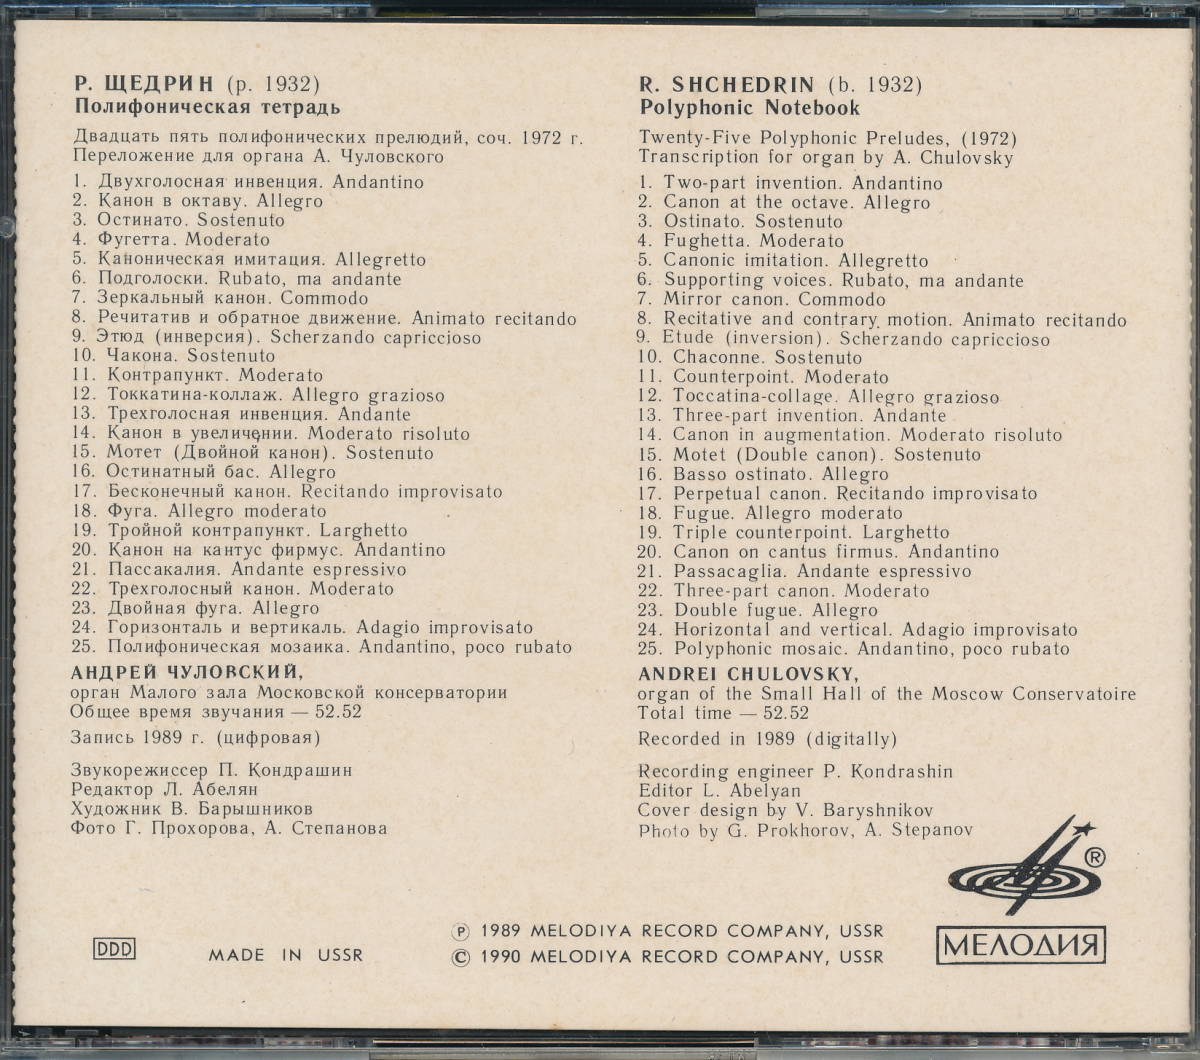 Р. ЩЕДРИН (р. 1932)
Полифоническая тетрадь
Двадцать пять полифонических прелюдий, соч. 1972 г.
Переложение для органа А. Чуловского
1. Двухголосная инвенция. Andantino
2. Канон в октаву. Allegro
3. Остинато. Sostenuto
4. Фугетта. Moderato
5. Каноническая имитация. Allegretto
6. Подголоски. Rubato, ma andante
7. Зеркальный канон. Commodo
8. Речитатив и обратное движение. Animato recitando
9. Этюд (инверсия). Scherzando capriccioso
10. Чакона. Sostenuto
11. Контрапункт. Moderato
12. Токкатина-коллаж. Allegro grazioso
13. Трехголосная инвенция. Andante
14. Канон в увеличении. Moderato risoluto
15. Мотет (Двойной канон). Sostenuto
16. Остинатный бас. Allegro
17. Бесконечный канон. Recitando improvisato
18. Фуга. Allegro moderato
19. Тройной контрапункт. Larghetto
20. Канон на кантус фирмус. Andantino
21. Пассакалия. Andante espressivo
22. Трехголосный канон. Moderato
23. Двойная фуга. Allegro
24. Горизонталь и вертикаль. Adagio improvisato
25. Полифоническая мозаика. Andantino, poco rubato
АНДРЕЙ ЧУЛОВСКИЙ,
орган Малого зала Московской консерватории
Общее время звучания — 52.52
Запись 1989 г. (цифровая)
Звукорежиссер П. Кондрашин
Редактор Л. Абелян
Художник В. Барышников
Фото Г. Прохорова, А. Степанова
R. SHCHEDRIN (b. 1932)
Polyphonic Notebook
Twenty-Five Polyphonic Preludes, (1972)
Transcription for organ by A. Chulovsky
1. Two-part invention. Andantino
2. Canon at the octave. Allegro
3. Ostinato. Sostenuto
4. Fughetta. Moderato
5. Canonic imitation. Allegretto
6. Supporting voices. Rubato, ma andante
7. Mirror canon. Commodo
8. Recitative and contrary motion. Animato recitando
9. Etude (inversion). Scherzando capriccioso
10. Chaconne. Sostenuto
11. Counterpoint. Moderato
12. Toccatina-collage. Allegro grazioso
13. Three-part invention. Andante
14. Canon in augmentation. Moderato risoluto
15. Motet (Double canon). Sostenuto
16. Basso ostinato. Allegro
17. Perpetual canon. Recitando improvisato
18. Fugue. Allegro moderato
19. Triple counterpoint. Larghetto
20. Canon on cantus firmus. Andantino
21. Passacaglia. Andante espressivo
22. Three-part canon. Moderato
23. Double fugue. Allegro
24. Horizontal and vertical. Adagio improvisato
25. Polyphonic mosaic. Andantino, poco rubato
ANDREI CHULOVSKY,
organ of the Small Hall of the Moscow Conservatoire
Total time — 52.52
Recorded in 1989 (digitally)
Recording engineer P. Kondrashin
Editor L. Abelyan
Cover design by V. Baryshnikov
Photo by G. Prokhorov, A. Stepanov
®
DDD
MADE IN USSR
℗ 1989 MELODIYA RECORD COMPANY, USSR
© 1990 MELODIYA RECORD COMPANY, USSR
МЕЛОДИЯ